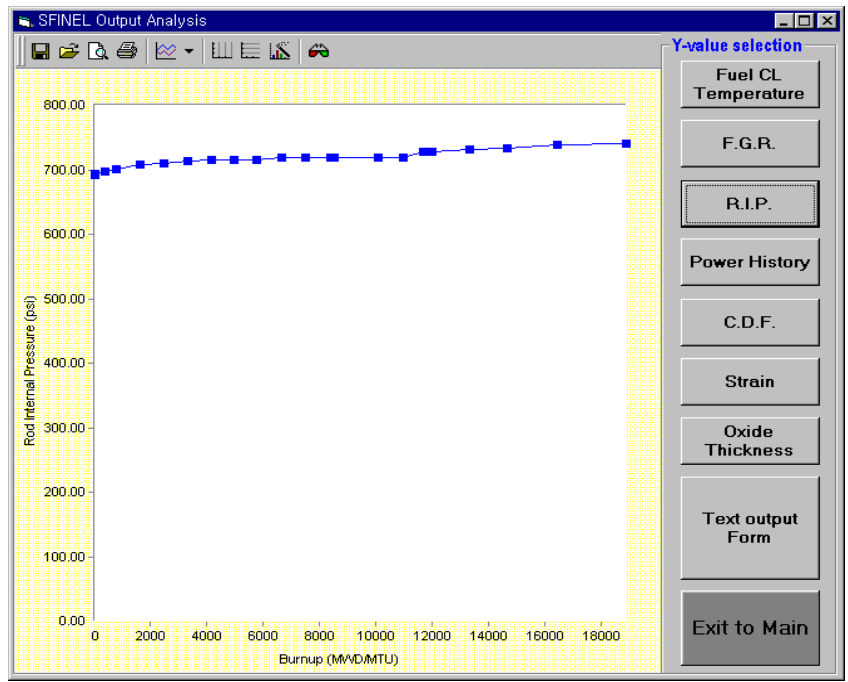 SFINEL Output Analysis
Y-value selection
Fuel CL
Temperature
F.G.R.
R.I.P.
Power History
C.D.F.
Strain
Oxide
Thickness
Text output
Form
Exit to Main
800.00
700.00
600.00
500.00
400.00
300.00
200.00
100.00
0.00
Rod Internal Pressure (psi)
0 2000 4000 6000 8000 10000 12000 14000 16000 18000
Burnup (MWD/MTU)